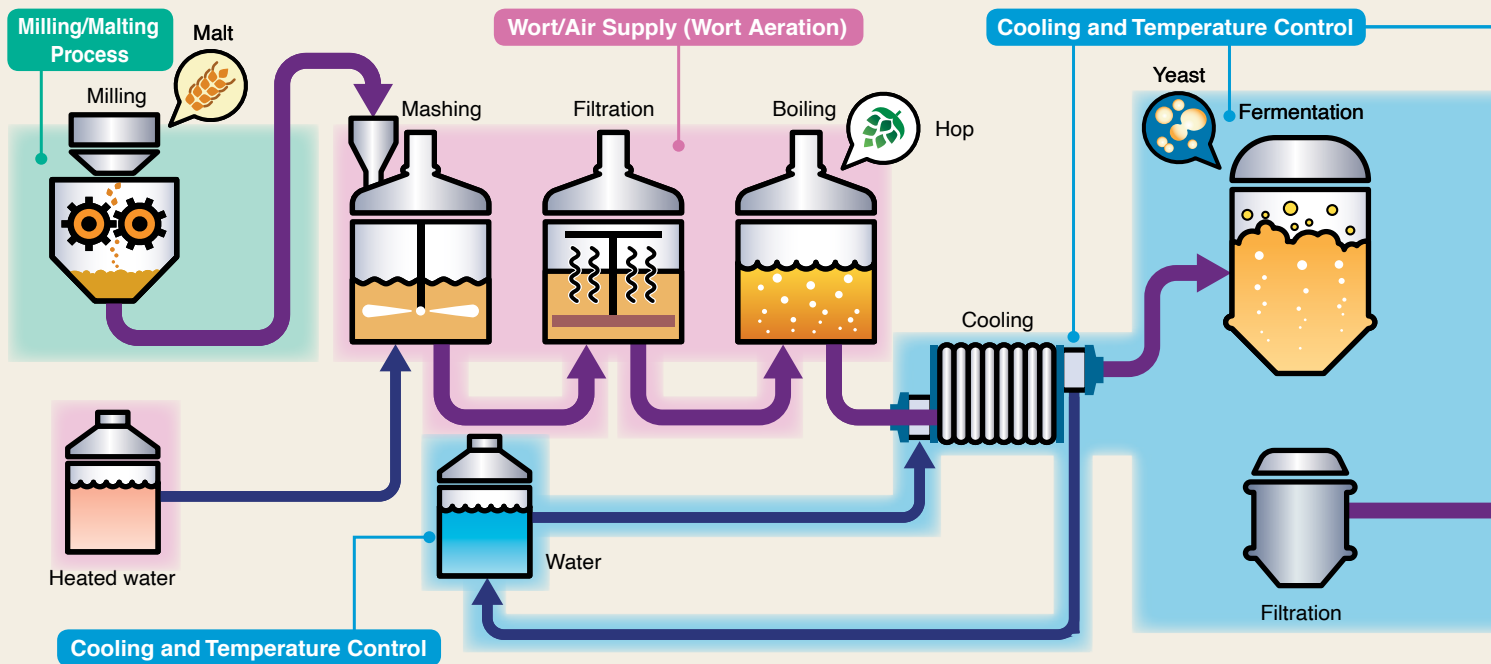 Milling/Malting
Process
Malt
Milling
Wort/Air Supply (Wort Aeration)
Mashing
Filtration
Boiling
Hop
Cooling and Temperature Control
Yeast
Fermentation
Cooling
Heated water
Water
Filtration
Cooling and Temperature Control